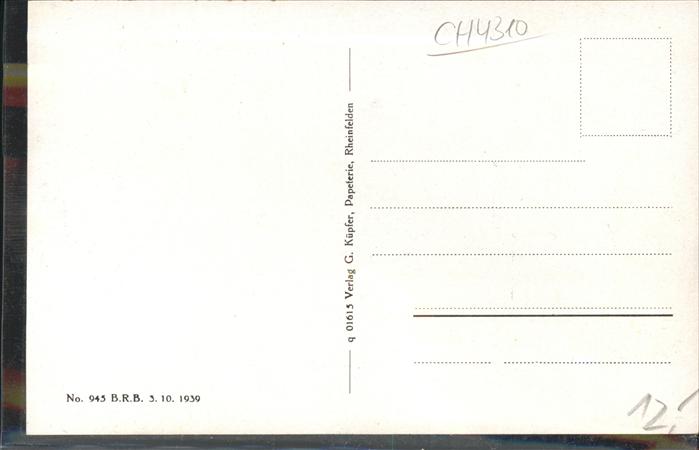 CH4310
q 01615 Verlag G. Küpfer, Papeterie, Rheinfelden
No. 945 B.R.B. 3. 10. 1939
12,-